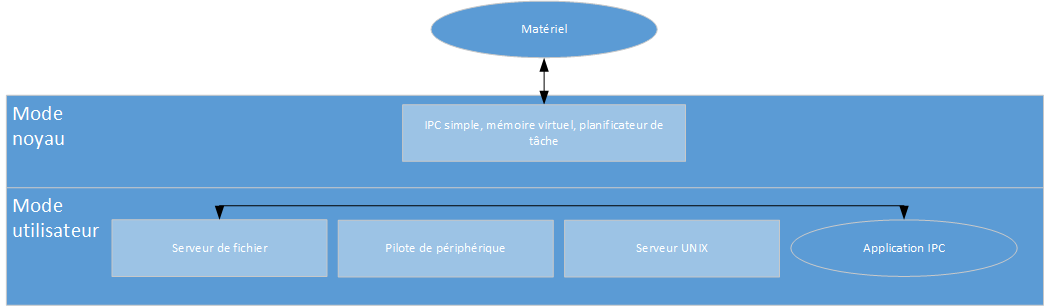 Matériel
Mode
noyau
IPC simple, mémoire virtuel, planificateur de
tâche
Mode
utilisateur
Serveur de fichier
Pilote de périphérique
Serveur UNIX
Application IPC